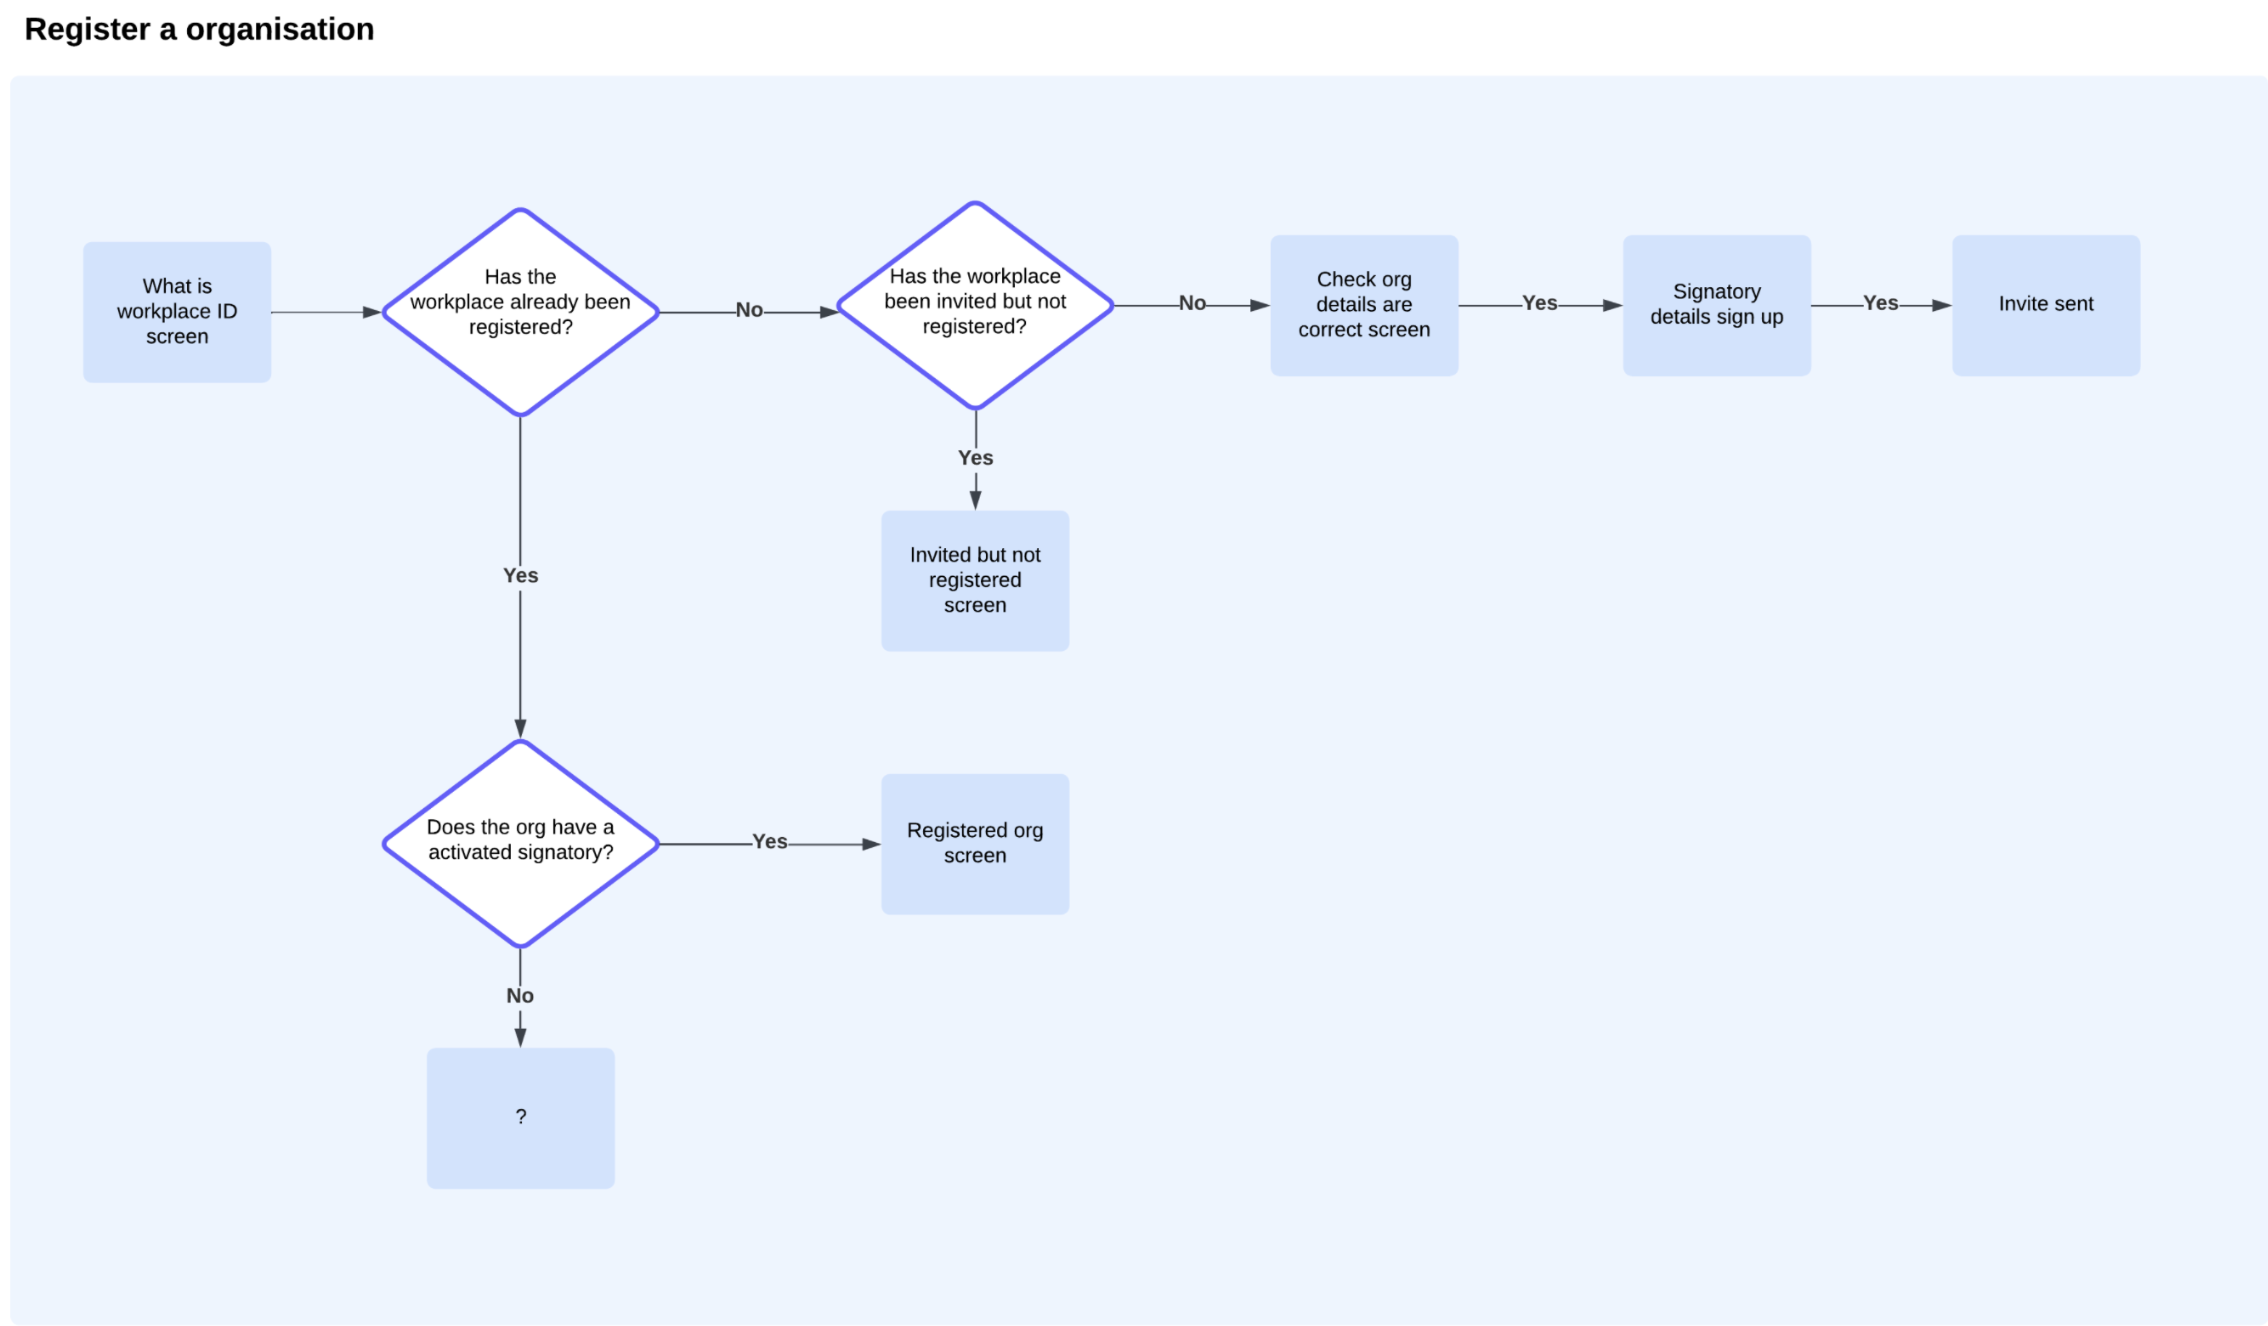 Register a organisation
What is
workplace ID
screen
Has the
workplace already been
registered?
No
Has the workplace
been invited but not
registered?
No
Check org
details are
correct screen
Yes
Signatory
details sign up
Yes
Invite sent
Yes
Invited but not
registered
screen
Yes
Does the org have a
activated signatory?
Yes
Registered org
screen
No
?